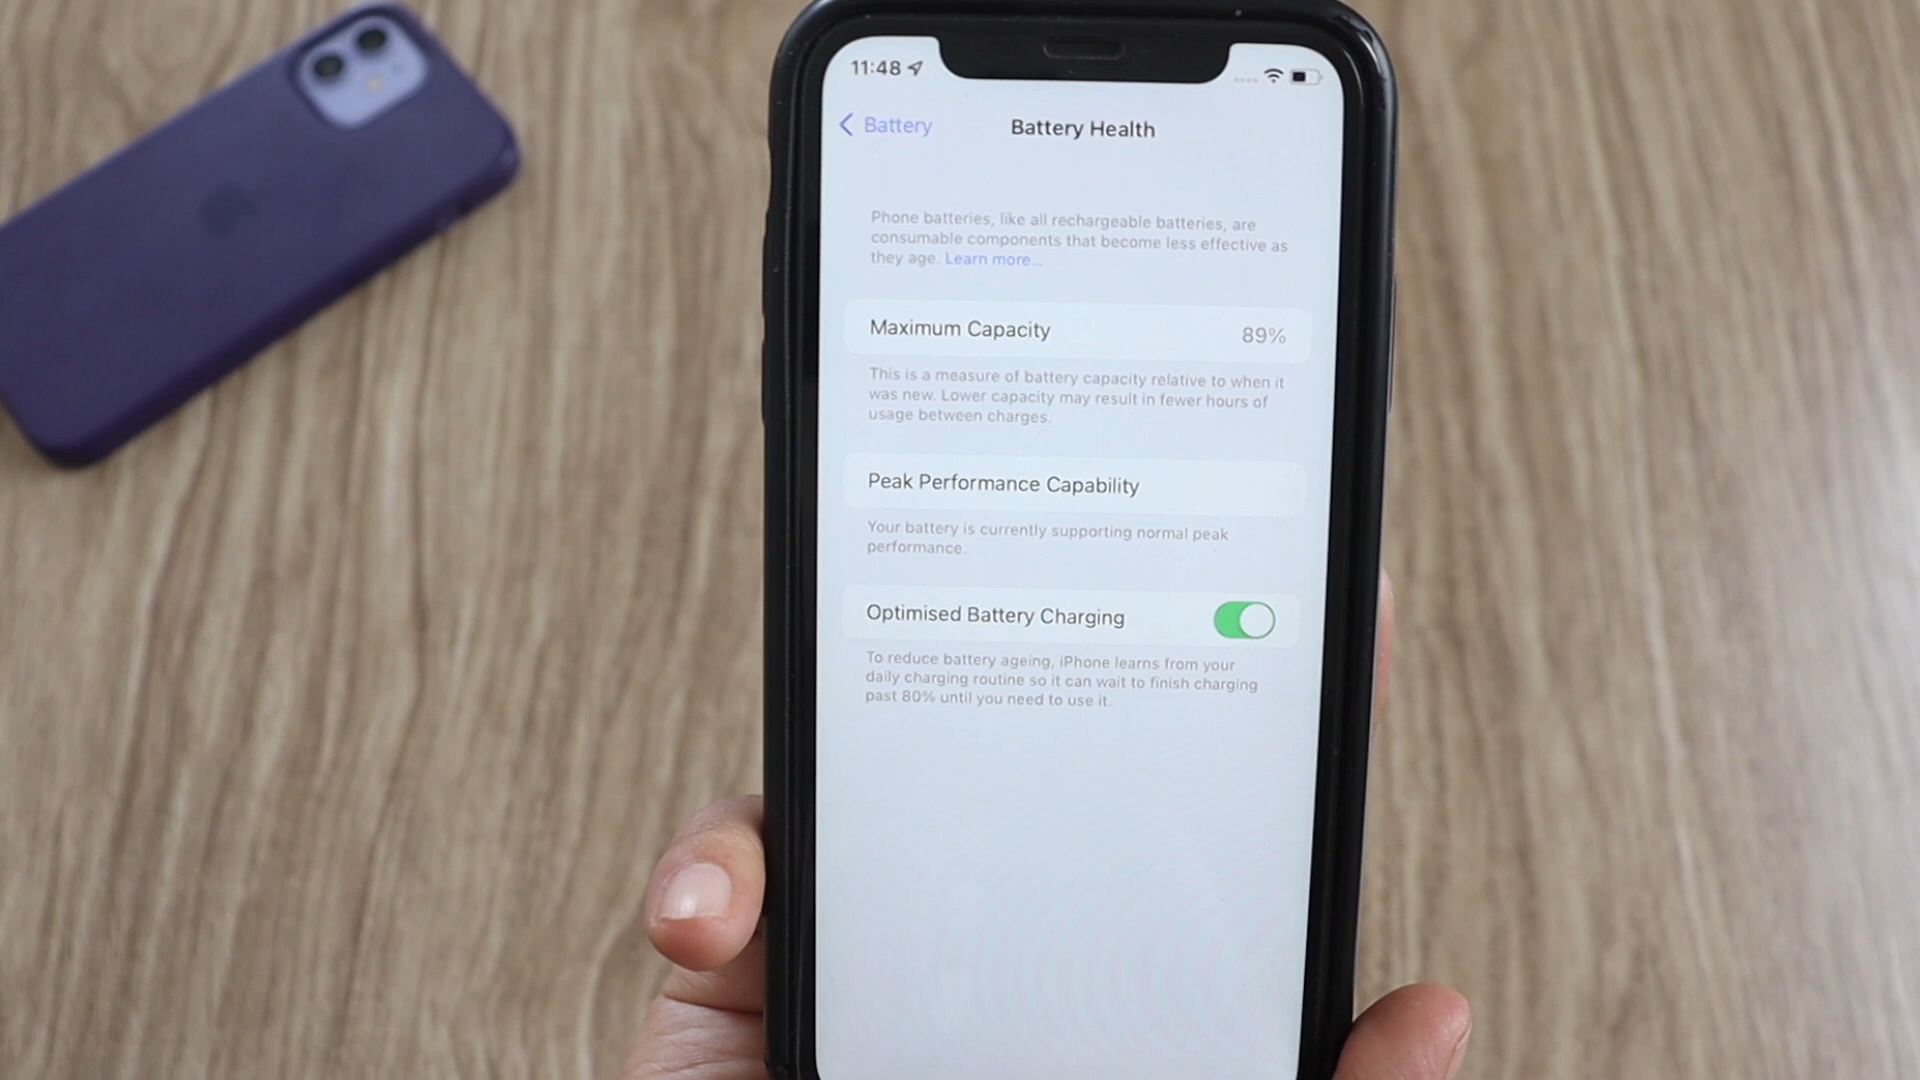 11:48
Battery
Battery Health
Phone batteries, like all rechargeable batteries, are
consumable components that become less effective as
they age. Learn more...
Maximum Capacity
89%
This is a measure of battery capacity relative to when it
was new. Lower capacity may result in fewer hours of
usage between charges.
Peak Performance Capability
Your battery is currently supporting normal peak
performance.
Optimised Battery Charging
To reduce battery ageing, iPhone learns from your
daily charging routine so it can wait to finish charging
past 80% until you need to use it.